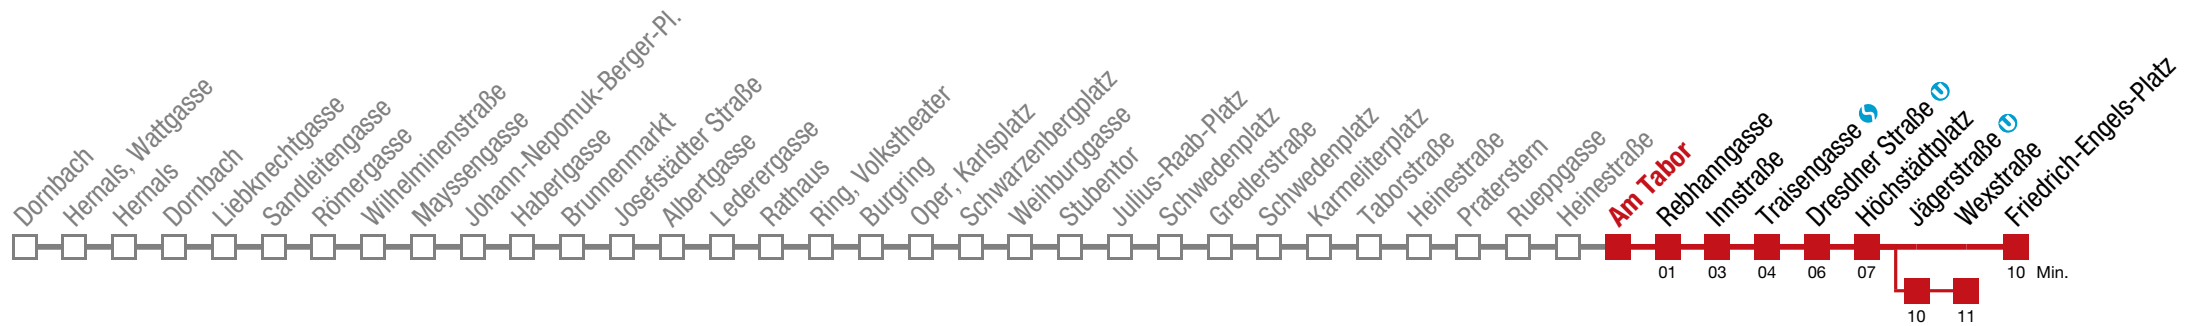 Dornbach
Hernals, Wattgasse
Hernals
Dornbach
Liebknechtgasse
Sandleitengasse
Römergasse
Wilhelminenstraße
Mayssengasse
Johann-Nepomuk-Berger-Pl.
Haberlgasse
Brunnenmarkt
Josefstädter Straße
Albertgasse
Lederergasse
Rathaus
Ring, Volkstheater
Burgring
Oper, Karlsplatz
Schwarzenbergplatz
Weihburggasse
Stubentor
Julius-Raab-Platz
Schwedenplatz
Gredlerstraße
Schwedenplatz
Karmeliterplatz
Taborstraße
Heinestraße
Praterstern
Rueppgasse
Heinestraße
Am Tabor
Rebhanngasse
Innstraße
Traisengasse S
Dresdner Straße U
Höchstädtplatz
Jägerstraße U
Wexstraße
Friedrich-Engels-Platz
01 03 04 06 07 10 Min.
10 11